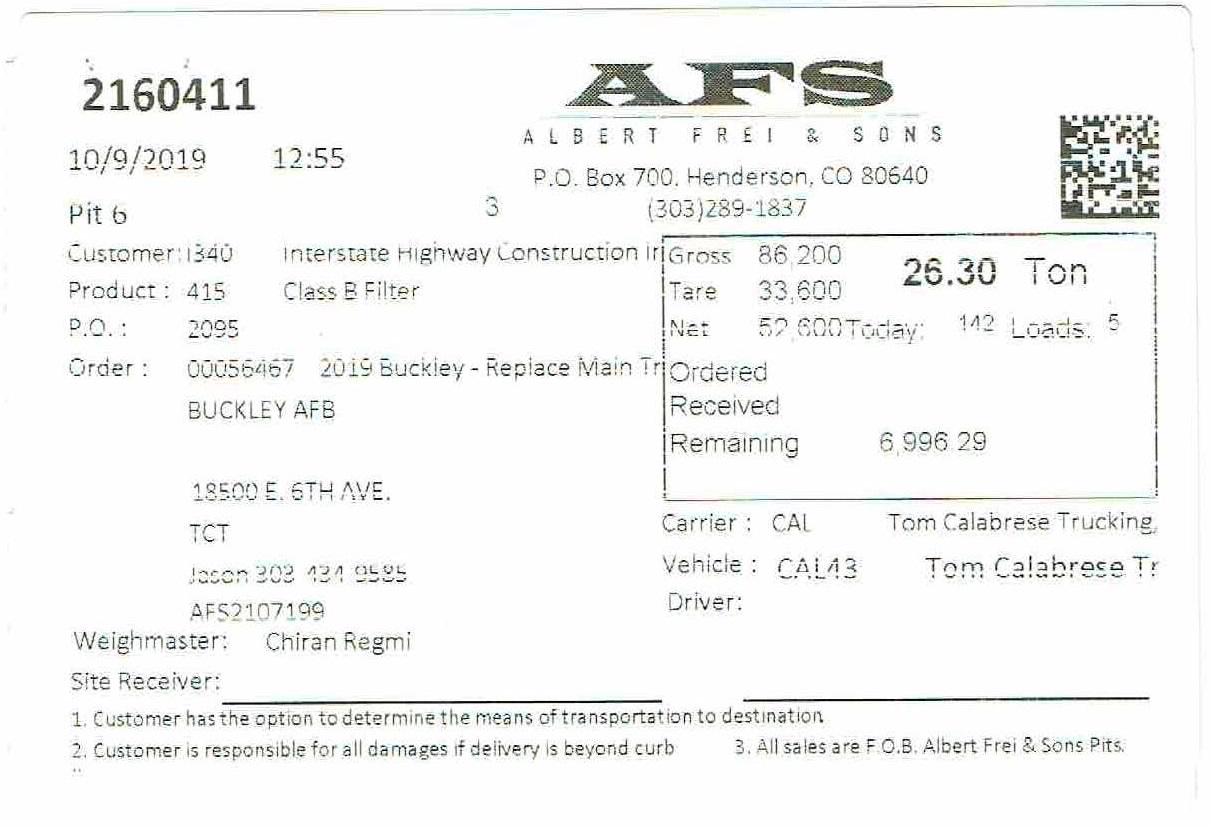 2160411
AFS
ALBERT FREI & SONS
10/9/2019 12:55
P.O. Box 700, Henderson, CO 80640
Pit 6 3 (303)289-1837
Customer: I340 Interstate Highway Construction Ir
Gross 86,200 26.30 Ton
Product : 415 Class B Filter
Tare 33,600
P.O. : 2095
Net 52,600 Today: 142 Loads: 5
Order : 00056467 2019 Buckley - Replace Main Tr
Ordered
BUCKLEY AFB
Received
Remaining 6,996.29
18500 E. 6TH AVE.
Carrier : CAL Tom Calabrese Trucking,
TCT
Vehicle : CAL43 Tom Calabrese Tr
Jason 303 434 9585
Driver:
AFS2107199
Weighmaster: Chiran Regmi
Site Receiver:
1. Customer has the option to determine the means of transportation to destination
2. Customer is responsible for all damages if delivery is beyond curb 3. All sales are F.O.B. Albert Frei & Sons Pits.